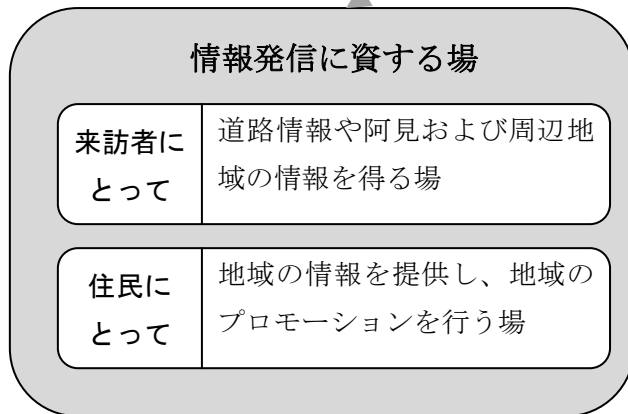 情報発信に資する場
来訪者に
とって
道路情報や阿見および周辺地
域の情報を得る場
住民に
とって
地域の情報を提供し、地域の
プロモーションを行う場